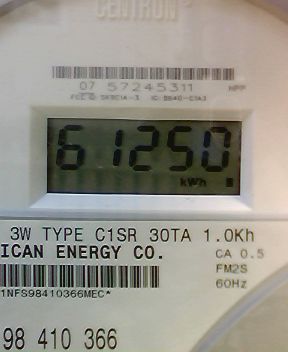 CENTRON®
07 57245311
61250
kWh
3W TYPE C1SR 30TA 1.0Kh
ICAN ENERGY CO.
CA 0.5
FM2S
60Hz
1NFS98410366MEC*
98 410 366